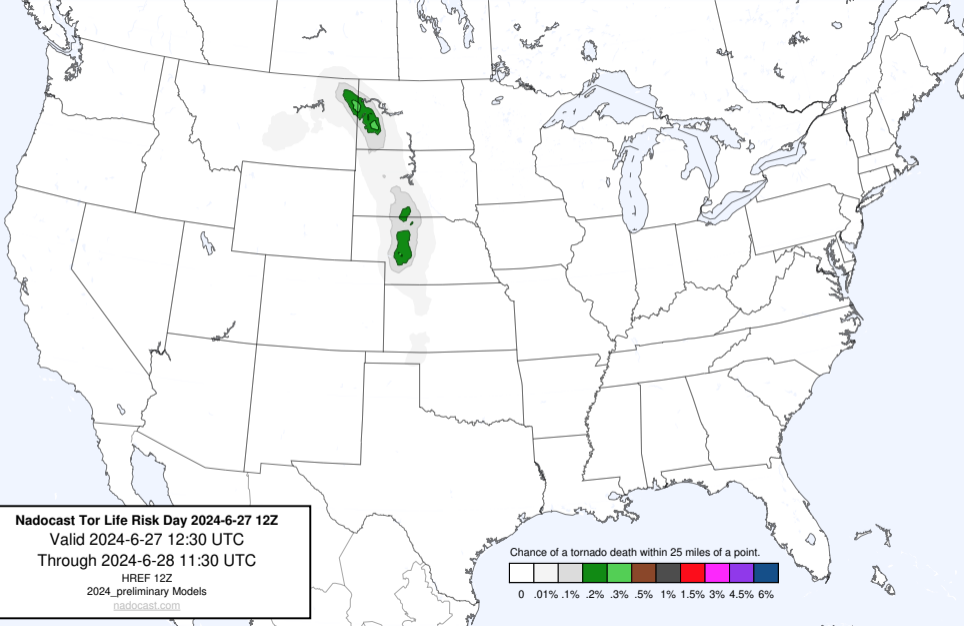 Nadocast Tor Life Risk Day 2024-6-27 12Z
Valid 2024-6-27 12:30 UTC
Through 2024-6-28 11:30 UTC
HREF 12Z
2024_preliminary Models
nadocast.com
Chance of a tornado death within 25 miles of a point.
0 .01% .1% .2% .3% .5% 1% 1.5% 3% 4.5% 6%